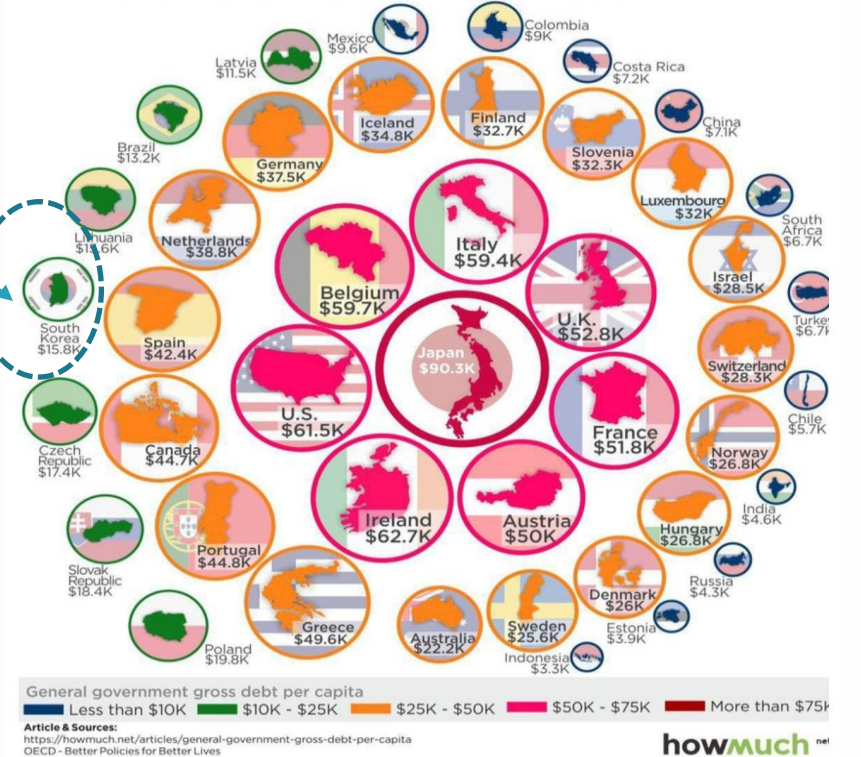 Mexico
$9.6K
Colombia
$9K
Latvia
$11.5K
Costa Rica
$7.2K
Iceland
$34.8K
Finland
$32.7K
China
$7.1K
Brazil
$13.2K
Germany
$37.5K
Slovenia
$32.3K
Luxembourg
$32K
Lithuania
$15.6K
Netherlands
$38.8K
Italy
$59.4K
South
Africa
$6.7K
Israel
$28.5K
Belgium
$59.7K
U.K.
$52.8K
South
Korea
$15.8K
Spain
$42.4K
Japan
$90.3K
Turke
$6.7K
Switzerland
$28.3K
U.S.
$61.5K
France
$51.8K
Chile
$5.7K
Czech
Republic
$17.4K
Canada
$44.7K
Norway
$26.8K
India
$4.6K
Ireland
$62.7K
Austria
$50K
Hungary
$26.8K
Portugal
$44.8K
Slovak
Republic
$18.4K
Russia
$4.3K
Denmark
$26K
Greece
$49.6K
Australia
$22.2K
Sweden
$25.6K
Estonia
$3.9K
Poland
$19.8K
Indonesia
$3.3K
General government gross debt per capita
Less than $10K $10K - $25K $25K - $50K $50K - $75K More than $75K
Article & Sources:
https://howmuch.net/articles/general-government-gross-debt-per-capita
OECD - Better Policies for Better Lives
howmuch net